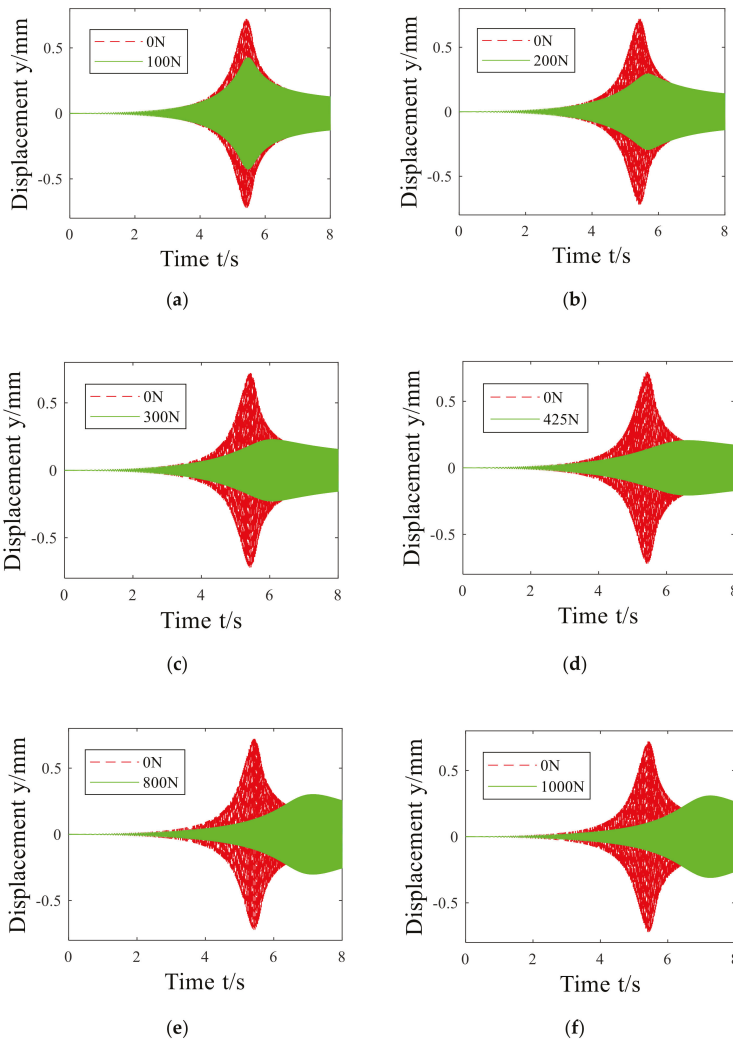 Displacement y/mm
0.5
0
-0.5
0N
100N
0 2 4 6 8
Time t/s
(a)
Displacement y/mm
0.5
0
-0.5
0N
200N
0 2 4 6 8
Time t/s
(b)
Displacement y/mm
0.5
0
-0.5
0N
300N
0 2 4 6 8
Time t/s
(c)
Displacement y/mm
0.5
0
-0.5
0N
425N
0 2 4 6 8
Time t/s
(d)
Displacement y/mm
0.5
0
-0.5
0N
800N
0 2 4 6 8
Time t/s
(e)
Displacement y/mm
0.5
0
-0.5
0N
1000N
0 2 4 6 8
Time t/s
(f)